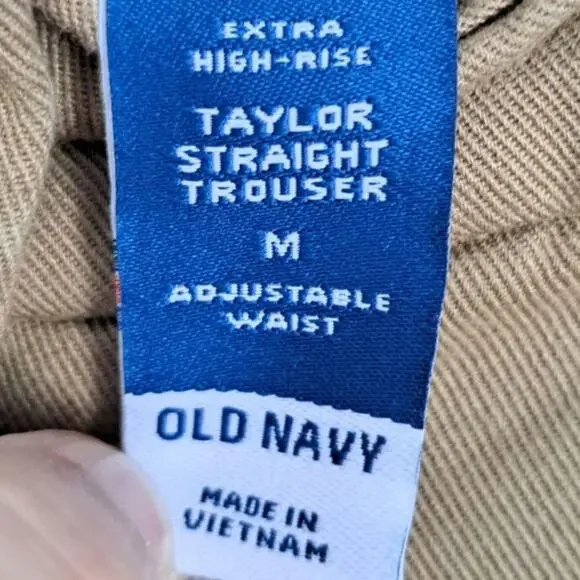 EXTRA
HIGH-RISE
TAYLOR
STRAIGHT
TROUSER
M
ADJUSTABLE
WAIST
OLD NAVY
MADE IN
VIETNAM